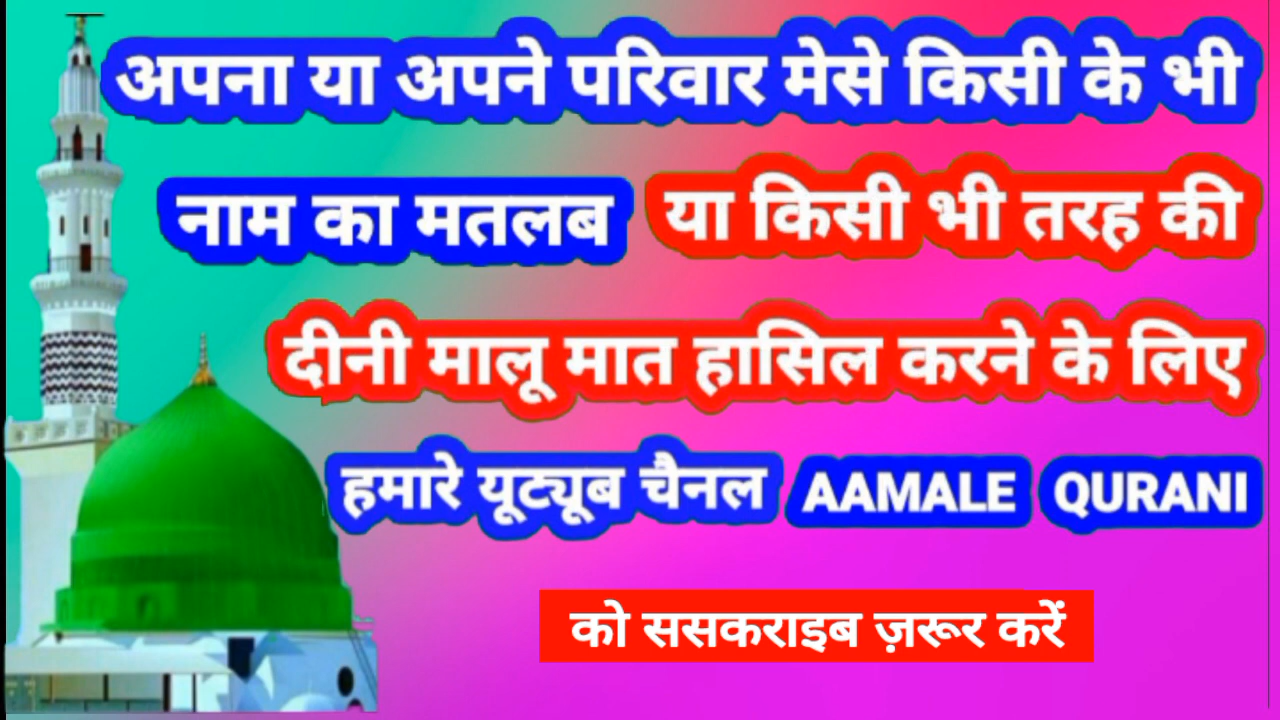 अपना या अपने परिवार मेसे किसी के भी
नाम का मतलब या किसी भी तरह की
दीनी मालू मात हासिल करने के लिए
हमारे यूट्यूब चैनल AAMALE QURANI
को ससकराइब ज़रूर करें